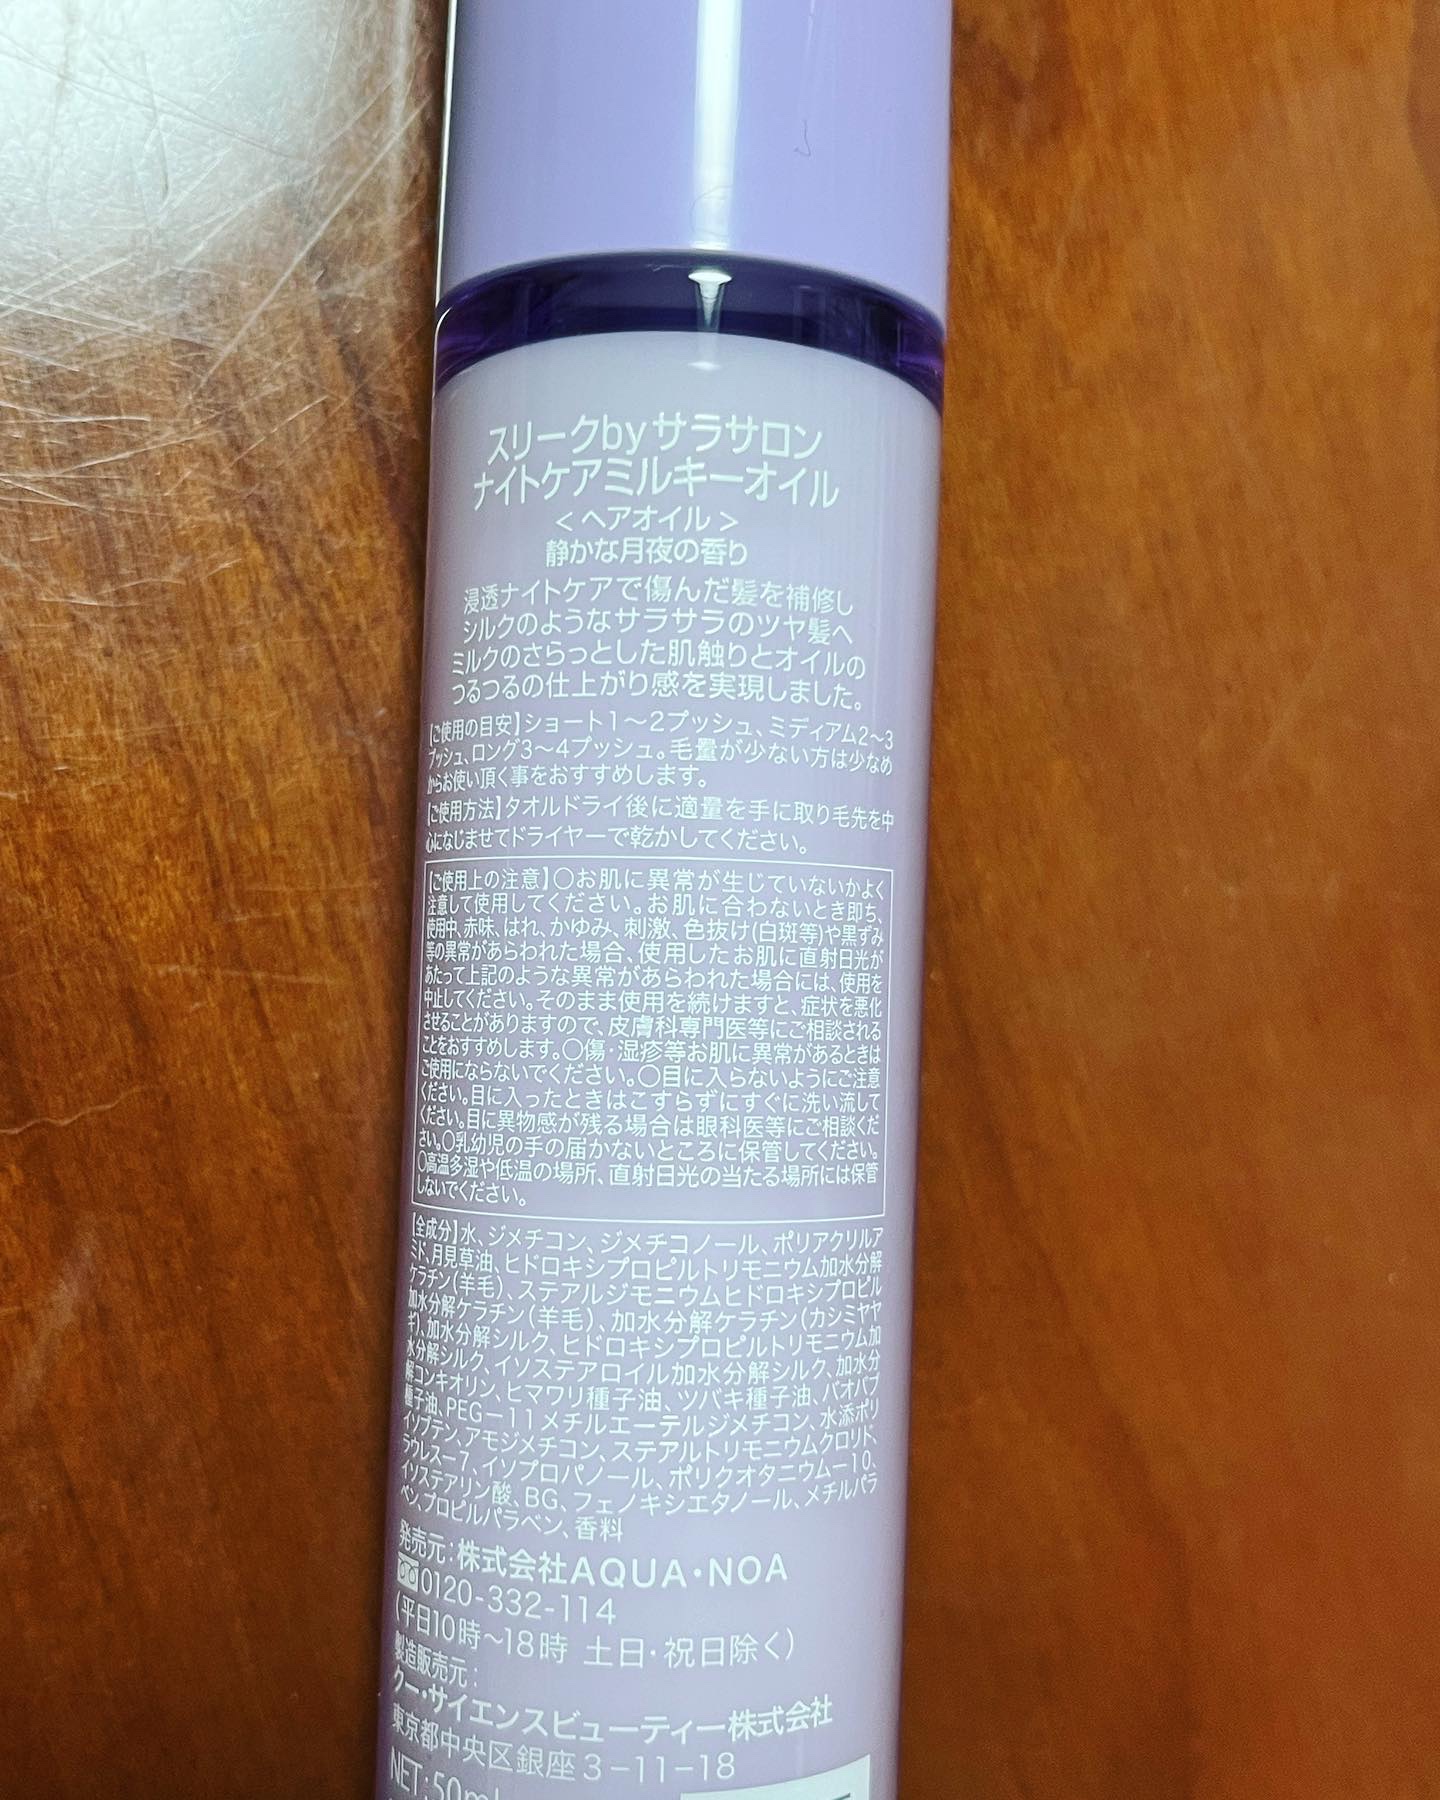 スリークbyサラサロン
ナイトケアミルキーオイル
<ヘアオイル>
静かな月夜の香り
浸透ナイトケアで傷んだ髪を補修し
シルクのようなサラサラのツヤ髪へ
ミルクのさらっとした肌触りとオイルの
つるつるの仕上がり感を実現しました。
【ご使用の目安】ショート1〜2プッシュ、ミディアム2〜3
プッシュ、ロング3〜4プッシュ。毛量が少ない方は少なめ
からお使い頂く事をおすすめします。
【ご使用方法】タオルドライ後に適量を手に取り毛先を中
心になじませてドライヤーで乾かしてください。
【ご使用上の注意】○お肌に異常が生じていないかよく
注意して使用してください。お肌に合わないとき即ち、
使用中、赤味、はれ、かゆみ、刺激、色抜け(白斑等)や黒ずみ
等の異常があらわれた場合、使用したお肌に直射日光が
あたって上記のような異常があらわれた場合には、使用を
中止してください。そのまま使用を続けますと、症状を悪化
させることがありますので、皮膚科専門医等にご相談される
ことをおすすめします。○傷・湿疹等お肌に異常があるときは
ご使用にならないでください。○目に入らないようにご注意
ください。目に入ったときはこすらずにすぐに洗い流して
ください。目に異物感が残る場合は眼科医等にご相談くだ
さい。○乳幼児の手の届かないところに保管してください。
○高温多湿や低温の場所、直射日光の当たる場所には保管
しないでください。
【全成分】水、ジメチコン、ジメチコノール、ポリアクリルア
ミド、月見草油、ヒドロキシプロピルトリモニウム加水分解
ケラチン(羊毛)、ステアルジモニウムヒドロキシプロピル
加水分解ケラチン(羊毛)、加水分解ケラチン(カシミヤヤ
ギ)、加水分解シルク、ヒドロキシプロピルトリモニウム加
水分解シルク、イソステアロイル加水分解シルク、加水分
解コンキオリン、ヒマワリ種子油、ツバキ種子油、バオバブ
種子油、PEG－11メチルエーテルジメチコン、水添ポリ
イソブテン、アモジメチコン、ステアルトリモニウムクロリド、
ラウレス－7、イソプロパノール、ポリクオタニウム－10、
イソステアリン酸、BG、フェノキシエタノール、メチルパラ
ベン、プロピルパラベン、香料
発売元：株式会社AQUA・NOA
0120-332-114
(平日10時〜18時 土日・祝日除く)
製造販売元：
クー・サイエンスビューティー株式会社
東京都中央区銀座3－11－18
NET:50ml